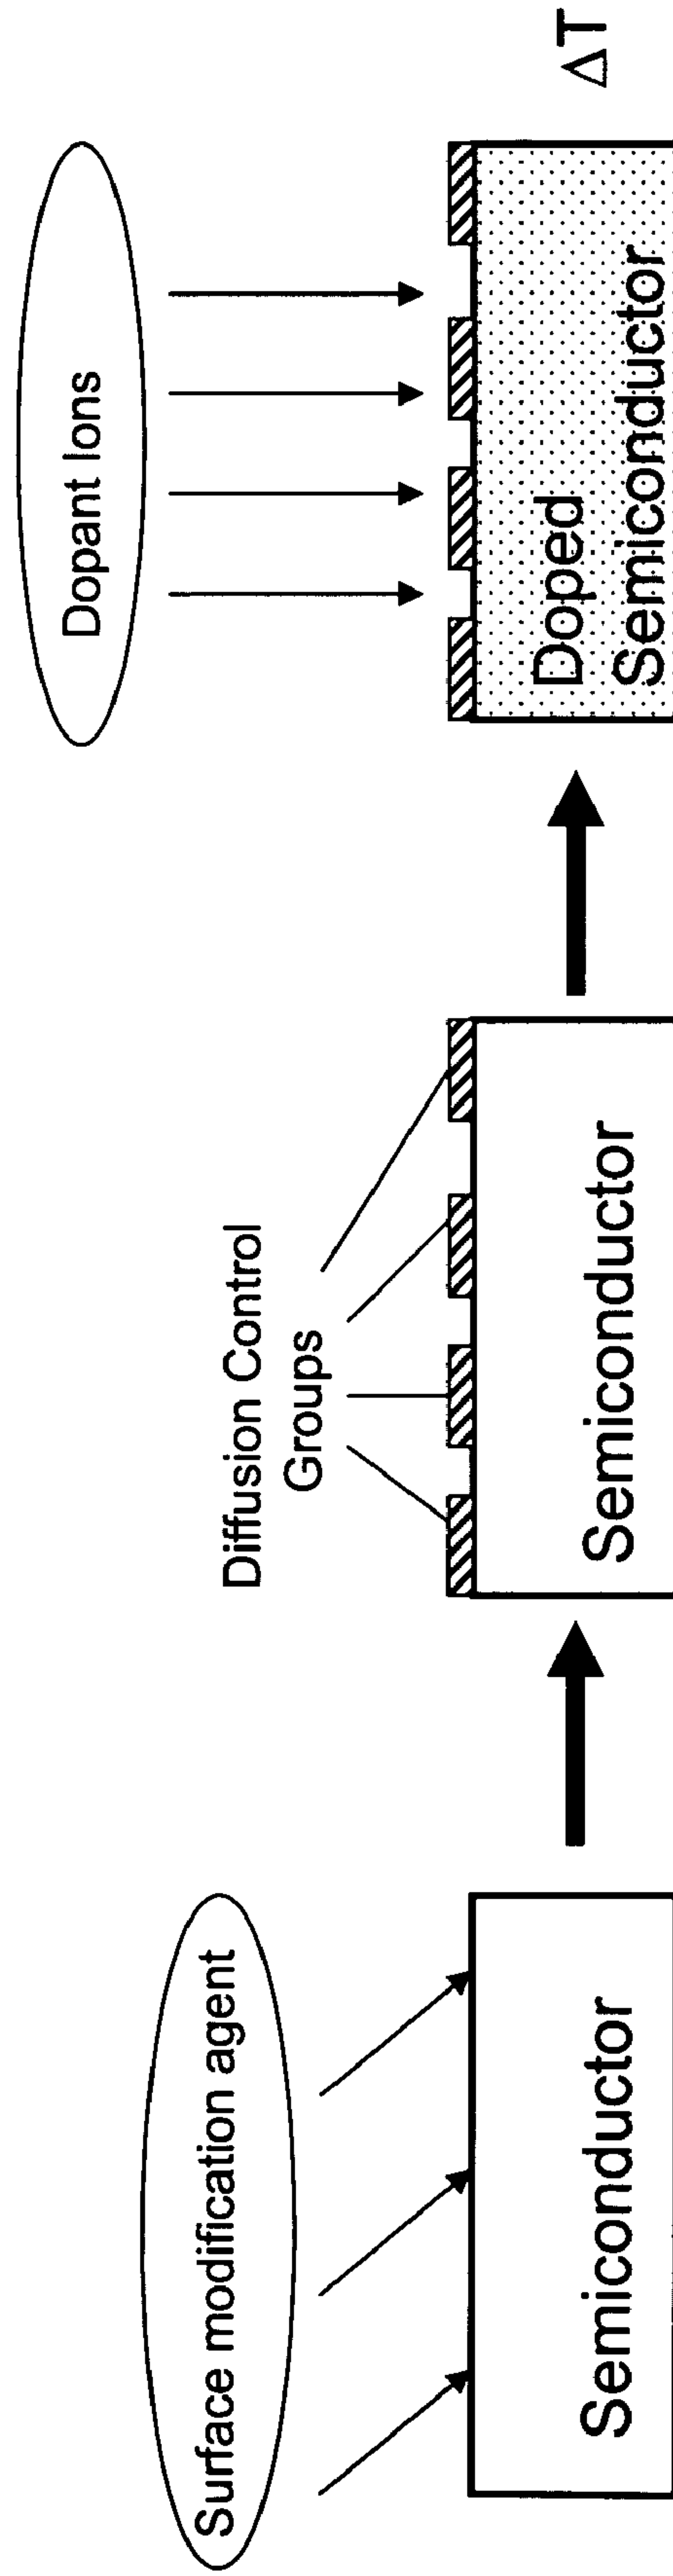 Surface modification agent
Semiconductor
Diffusion Control
Groups
Semiconductor
Dopant Ions
Doped
Semiconductor
ΔT